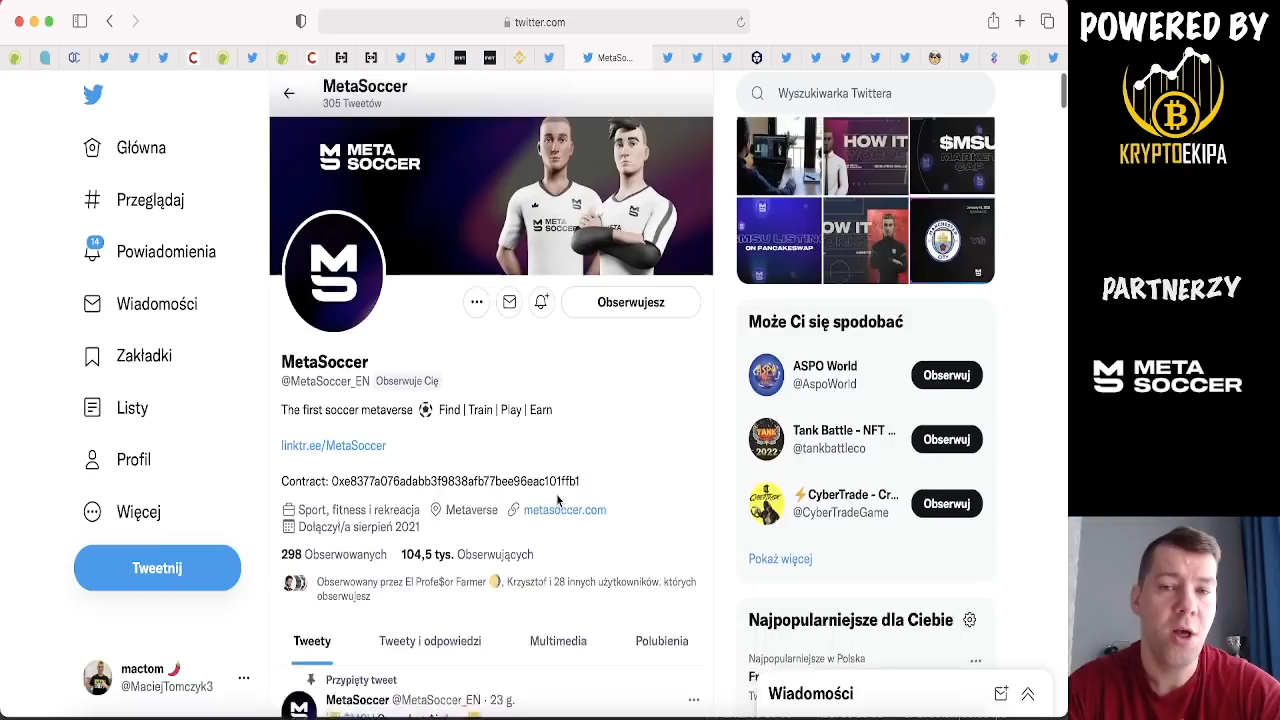 twitter.com
MetaSo...
MetaSoccer
305 Tweetów
Wyszukiwarka Twittera
META
SOCCER
HOW IT
$MSU
MARKET
CAP
$MSU LISTING
ON PANCAKESWAP
OW IT
MANCHESTER
CITY
VS
Główna
Przeglądaj
14
Powiadomienia
Wiadomości
Zakładki
Listy
Profil
Więcej
Tweetnij
mactom
@MaciejTomczyk3
Obserwujesz
MetaSoccer
@MetaSoccer_EN Obserwuje Cię
The first soccer metaverse Find | Train | Play | Earn
linktr.ee/MetaSoccer
Contract: 0xe8377a076adabb3f9838afb77bee96eac101ffb1
Sport, fitness i rekreacja Metaverse metasoccer.com
Dołączył/a sierpień 2021
298 Obserwowanych 104,5 tys. Obserwujących
Obserwowany przez El Profe$or Farmer , Krzysztof i 28 innych użytkowników, których
obserwujesz
Tweety Tweety i odpowiedzi Multimedia Polubienia
Przypięty tweet
MetaSoccer @MetaSoccer_EN · 23 g.
Może Ci się spodobać
ASPO World
@AspoWorld
Obserwuj
Tank Battle - NFT ...
@tankbattleco
Obserwuj
CyberTrade - Cr...
@CyberTradeGame
Obserwuj
Pokaż więcej
Najpopularniejsze dla Ciebie
Najpopularniejsze w Polska
Wiadomości
POWERED BY
KRYPTOEKIPA
PARTNERZY
META
SOCCER